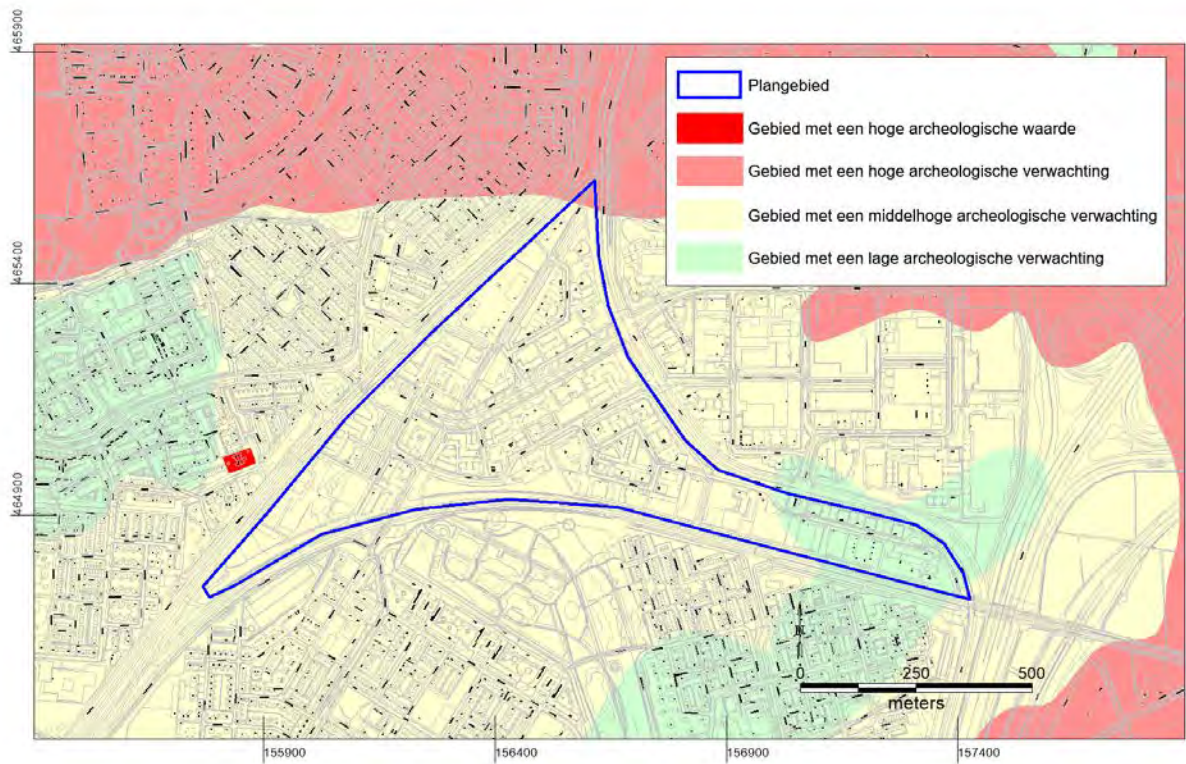 465900
465400
464900
Plangebied
Gebied met een hoge archeologische waarde
Gebied met een hoge archeologische verwachting
Gebied met een middelhoge archeologische verwachting
Gebied met een lage archeologische verwachting
0 250 500
meters
155900 156400 156900 157400